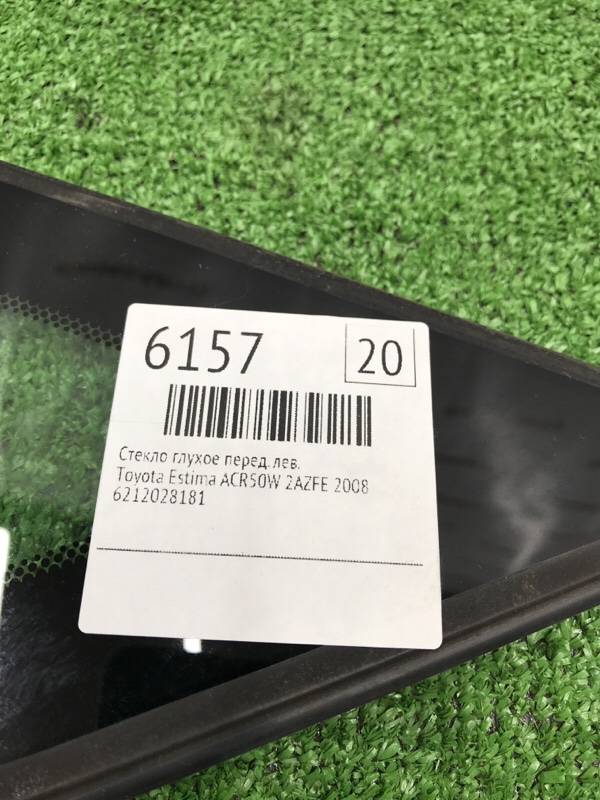 6157
20
Стекло глухое перед. лев.
Toyota Estima ACR50W 2AZFE 2008
6212028181